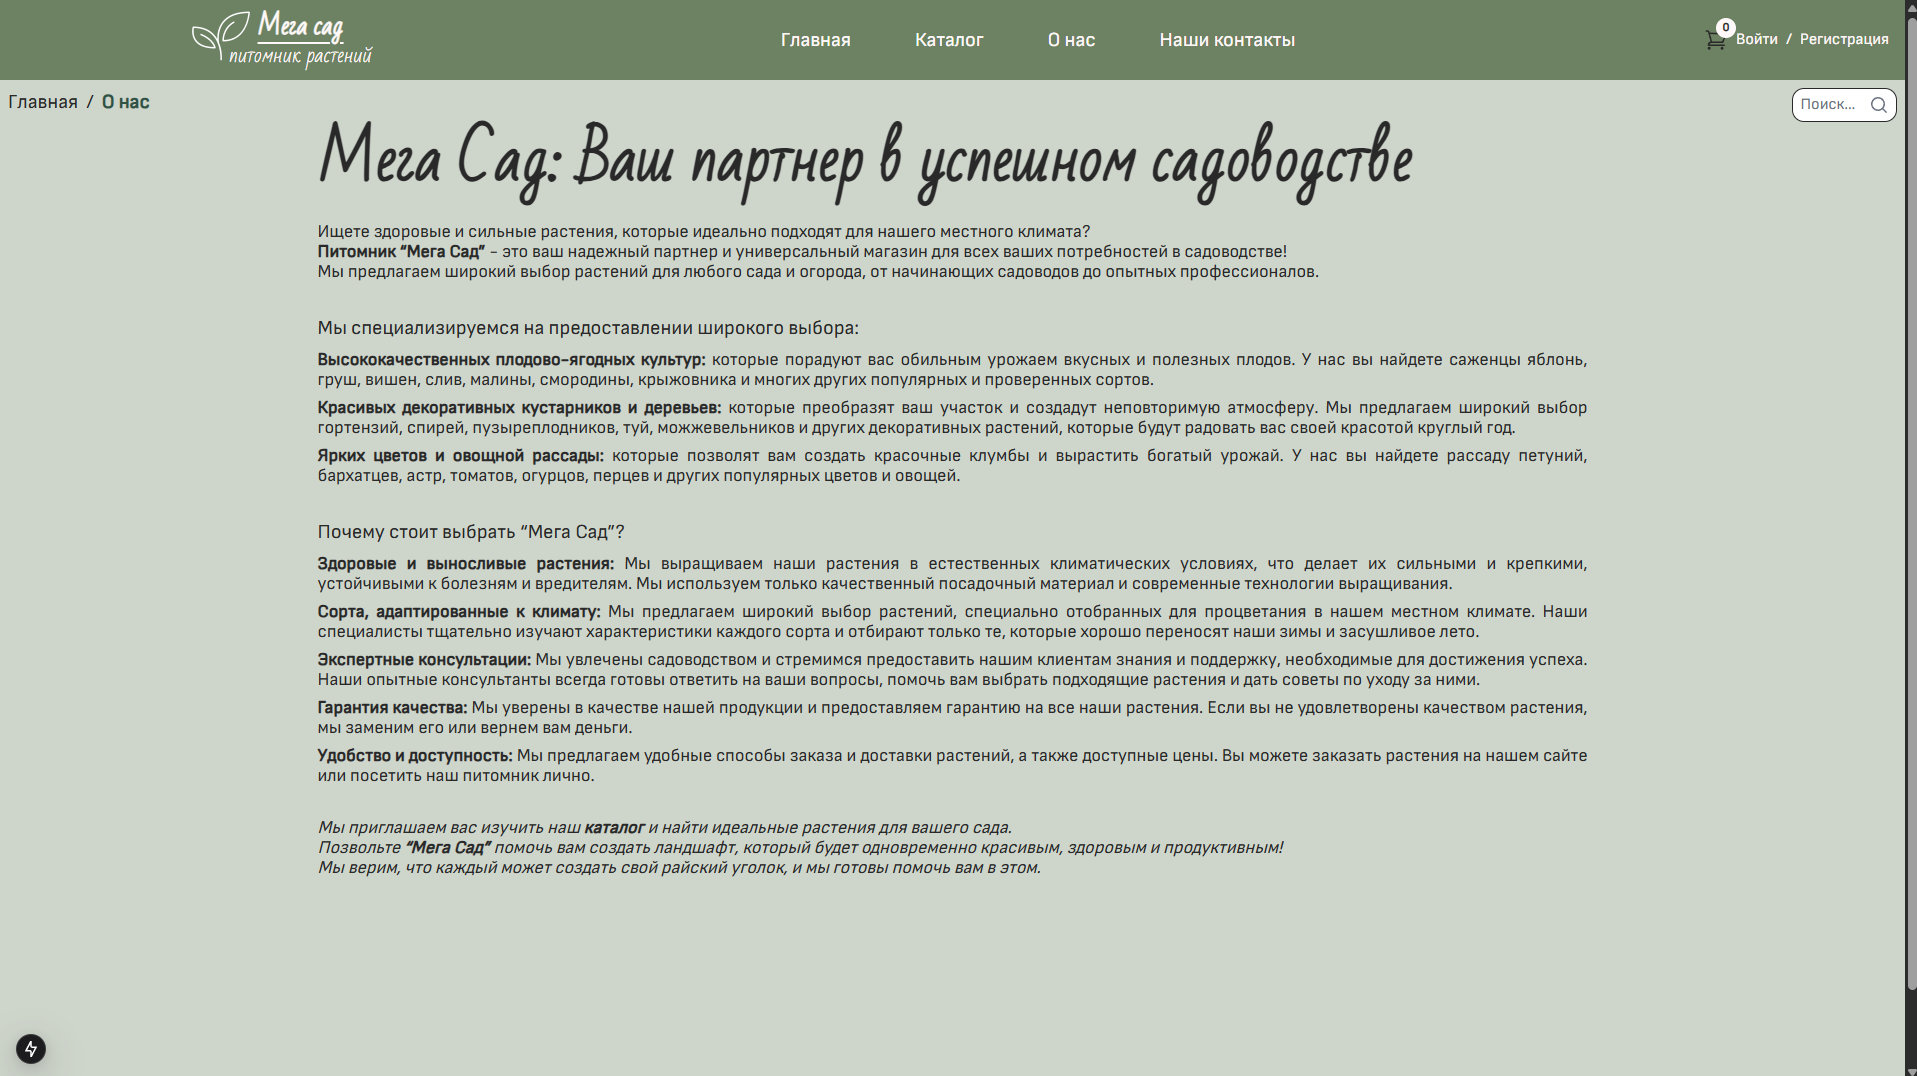 Мега сад
питомник растений
Главная
Каталог
О нас
Наши контакты
0
Войти / Регистрация
Главная / О нас
Поиск...
Мега Сад: Ваш партнер в успешном садоводстве
Ищете здоровые и сильные растения, которые идеально подходят для нашего местного климата?
Питомник “Мега Сад” - это ваш надежный партнер и универсальный магазин для всех ваших потребностей в садоводстве!
Мы предлагаем широкий выбор растений для любого сада и огорода, от начинающих садоводов до опытных профессионалов.
Мы специализируемся на предоставлении широкого выбора:
Высококачественных плодово-ягодных культур: которые порадуют вас обильным урожаем вкусных и полезных плодов. У нас вы найдете саженцы яблонь,
груш, вишен, слив, малины, смородины, крыжовника и многих других популярных и проверенных сортов.
Красивых декоративных кустарников и деревьев: которые преобразят ваш участок и создадут неповторимую атмосферу. Мы предлагаем широкий выбор
гортензий, спирей, пузыреплодников, туй, можжевельников и других декоративных растений, которые будут радовать вас своей красотой круглый год.
Ярких цветов и овощной рассады: которые позволят вам создать красочные клумбы и вырастить богатый урожай. У нас вы найдете рассаду петуний,
бархатцев, астр, томатов, огурцов, перцев и других популярных цветов и овощей.
Почему стоит выбрать “Мега Сад”?
Здоровые и выносливые растения: Мы выращиваем наши растения в естественных климатических условиях, что делает их сильными и крепкими,
устойчивыми к болезням и вредителям. Мы используем только качественный посадочный материал и современные технологии выращивания.
Сорта, адаптированные к климату: Мы предлагаем широкий выбор растений, специально отобранных для процветания в нашем местном климате. Наши
специалисты тщательно изучают характеристики каждого сорта и отбирают только те, которые хорошо переносят наши зимы и засушливое лето.
Экспертные консультации: Мы увлечены садоводством и стремимся предоставить нашим клиентам знания и поддержку, необходимые для достижения успеха.
Наши опытные консультанты всегда готовы ответить на ваши вопросы, помочь вам выбрать подходящие растения и дать советы по уходу за ними.
Гарантия качества: Мы уверены в качестве нашей продукции и предоставляем гарантию на все наши растения. Если вы не удовлетворены качеством растения,
мы заменим его или вернем вам деньги.
Удобство и доступность: Мы предлагаем удобные способы заказа и доставки растений, а также доступные цены. Вы можете заказать растения на нашем сайте
или посетить наш питомник лично.
Мы приглашаем вас изучить наш каталог и найти идеальные растения для вашего сада.
Позвольте “Мега Сад” помочь вам создать ландшафт, который будет одновременно красивым, здоровым и продуктивным!
Мы верим, что каждый может создать свой райский уголок, и мы готовы помочь вам в этом.